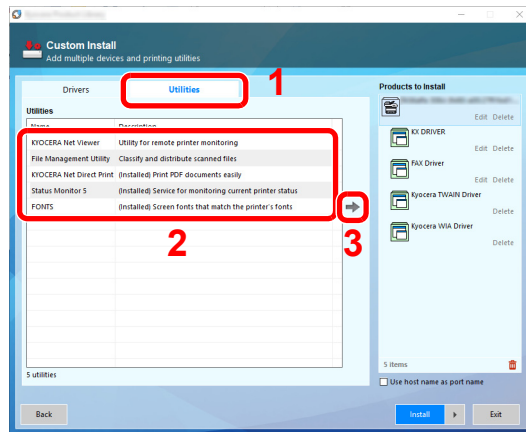 Custom Install
Add multiple devices and printing utilities
1
Drivers
Utilities
Products to Install
Utilities
Name Description
KYOCERA Net Viewer Utility for remote printer monitoring
File Management Utility Classify and distribute scanned files
KYOCERA Net Direct Print (Installed) Print PDF documents easily
Status Monitor 5 (Installed) Service for monitoring current printer status
FONTS (Installed) Screen fonts that match the printer's fonts
2
3
Edit Delete
KX DRIVER
Edit Delete
FAX Driver
Edit Delete
Kyocera TWAIN Driver
Delete
Kyocera WIA Driver
Delete
5 utilities
5 items
Use host name as port name
Back
Install
Exit